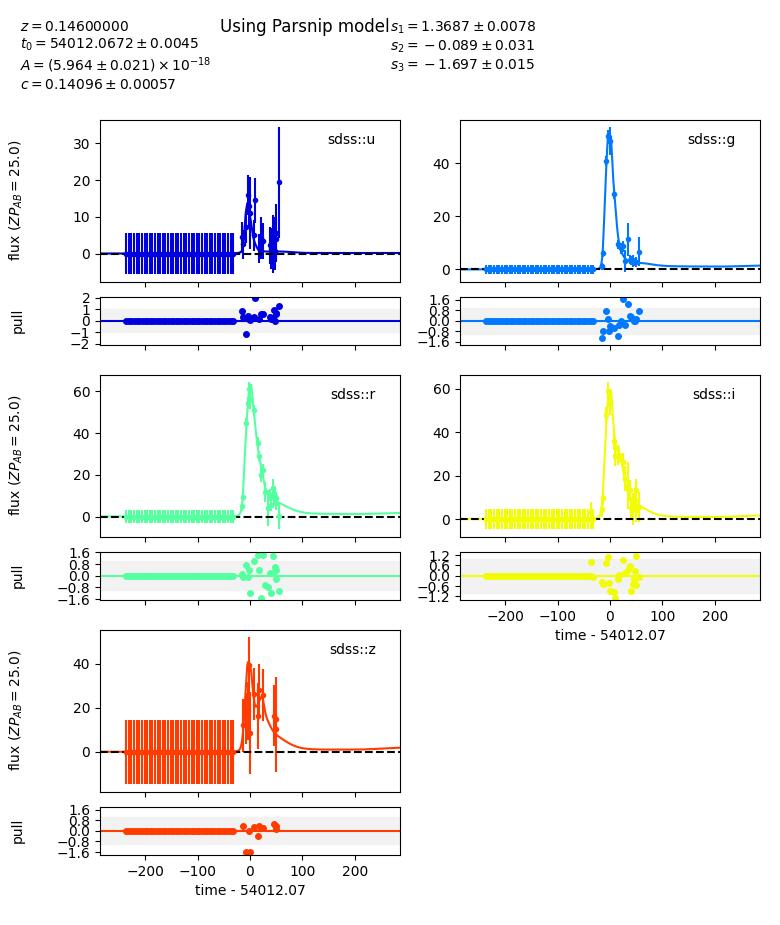 z = 0.14600000
Using Parsnip model
s₁ = 1.3687 ± 0.0078
t₀ = 54012.0672 ± 0.0045
s₂ = −0.089 ± 0.031
A = (5.964 ± 0.021) × 10⁻¹⁸
s₃ = −1.697 ± 0.015
c = 0.14096 ± 0.00057
flux (ZP_AB = 25.0)
30
20
10
0
sdss::u
40
20
0
sdss::g
pull
2
1
0
−1
−2
1.6
0.8
0.0
−0.8
−1.6
flux (ZP_AB = 25.0)
60
40
20
0
sdss::r
60
40
20
0
sdss::i
pull
1.6
0.8
0.0
−0.8
−1.6
1.2
0.6
0.0
−0.6
−1.2
−200 −100 0 100 200
time - 54012.07
flux (ZP_AB = 25.0)
40
20
0
sdss::z
pull
1.6
0.8
0.0
−0.8
−1.6
−200 −100 0 100 200
time - 54012.07